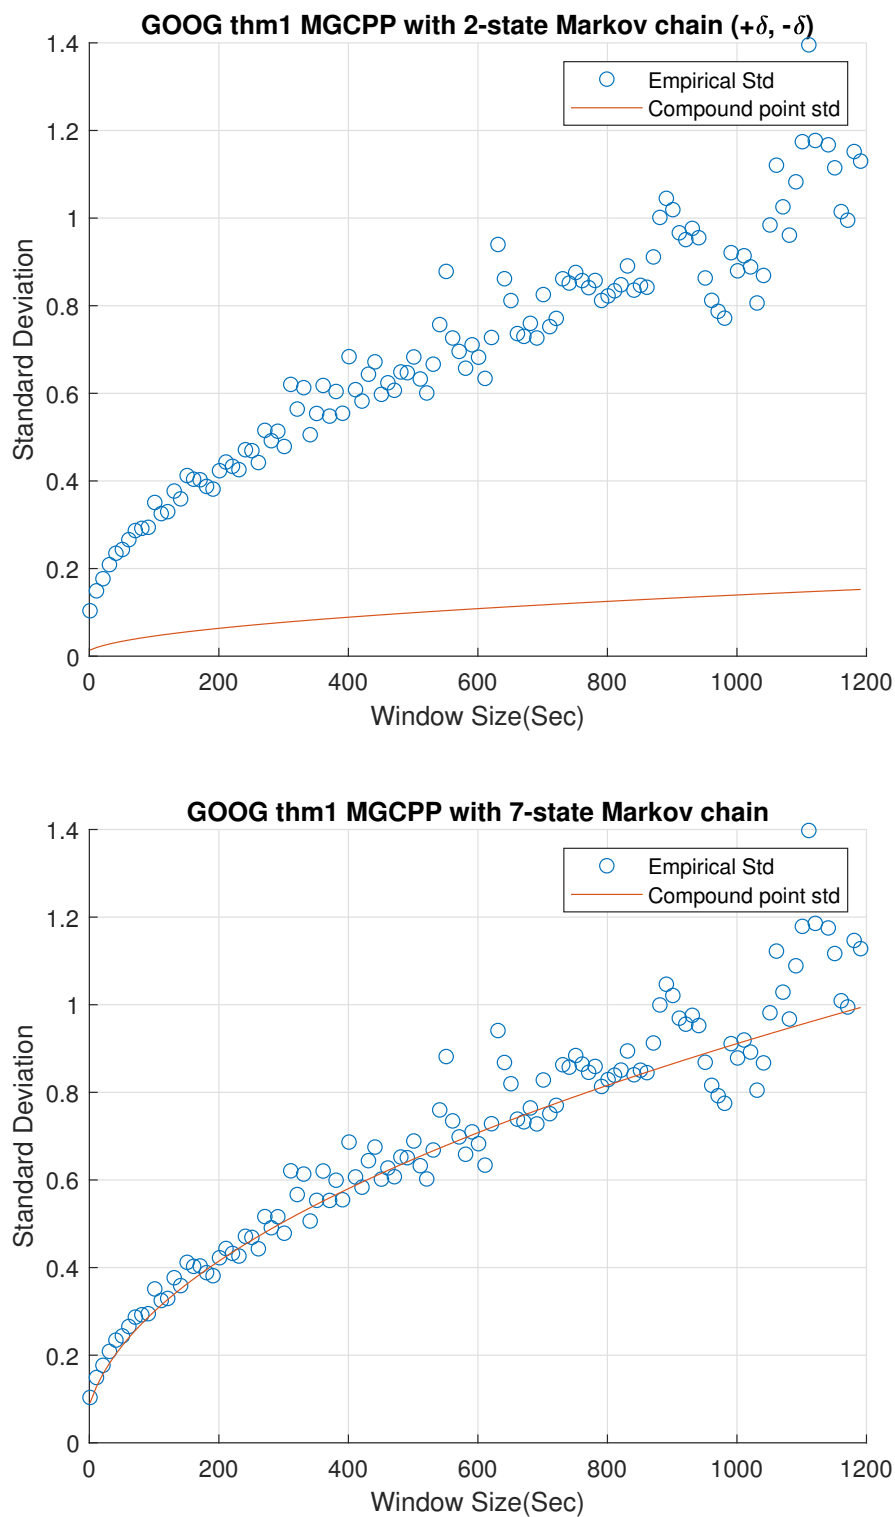 GOOG thm1 MGCPP with 2-state Markov chain (+δ, -δ)
1.4
1.2
1
0.8
0.6
0.4
0.2
0
Standard Deviation
Empirical Std
Compound point std
0 200 400 600 800 1000 1200
Window Size(Sec)
GOOG thm1 MGCPP with 7-state Markov chain
1.4
1.2
1
0.8
0.6
0.4
0.2
0
Standard Deviation
Empirical Std
Compound point std
0 200 400 600 800 1000 1200
Window Size(Sec)